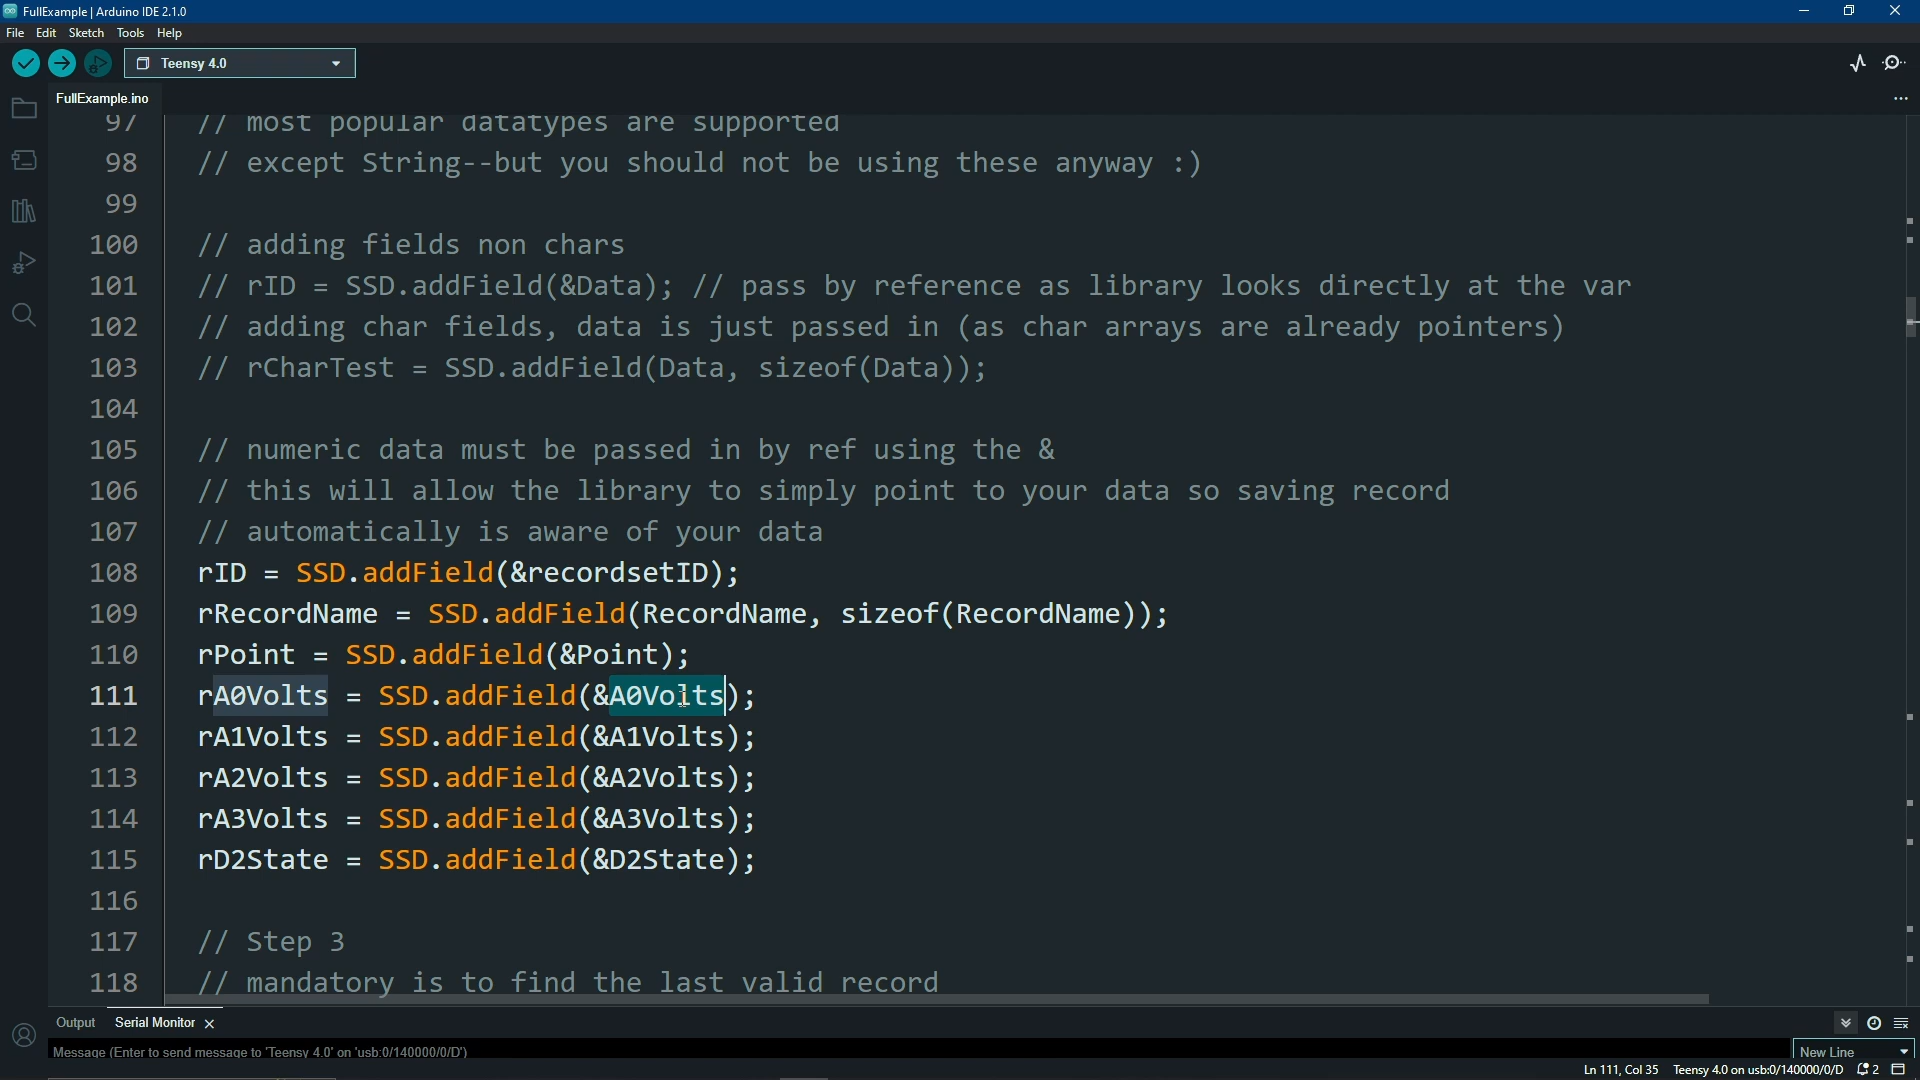 FullExample | Arduino IDE 2.1.0
File Edit Sketch Tools Help
Teensy 4.0
FullExample.ino
97 // most popular datatypes are supported
98 // except String--but you should not be using these anyway :)
99
100 // adding fields non chars
101 // rID = SSD.addField(&Data); // pass by reference as library looks directly at the var
102 // adding char fields, data is just passed in (as char arrays are already pointers)
103 // rCharTest = SSD.addField(Data, sizeof(Data));
104
105 // numeric data must be passed in by ref using the &
106 // this will allow the library to simply point to your data so saving record
107 // automatically is aware of your data
108 rID = SSD.addField(&recordsetID);
109 rRecordName = SSD.addField(RecordName, sizeof(RecordName));
110 rPoint = SSD.addField(&Point);
111 rA0Volts = SSD.addField(&A0Volts);
112 rA1Volts = SSD.addField(&A1Volts);
113 rA2Volts = SSD.addField(&A2Volts);
114 rA3Volts = SSD.addField(&A3Volts);
115 rD2State = SSD.addField(&D2State);
116
117 // Step 3
118 // mandatory is to find the last valid record
Output Serial Monitor
Message (Enter to send message to 'Teensy 4.0' on 'usb:0/140000/0/D')
New Line
Ln 111, Col 35 Teensy 4.0 on usb:0/140000/0/D 2